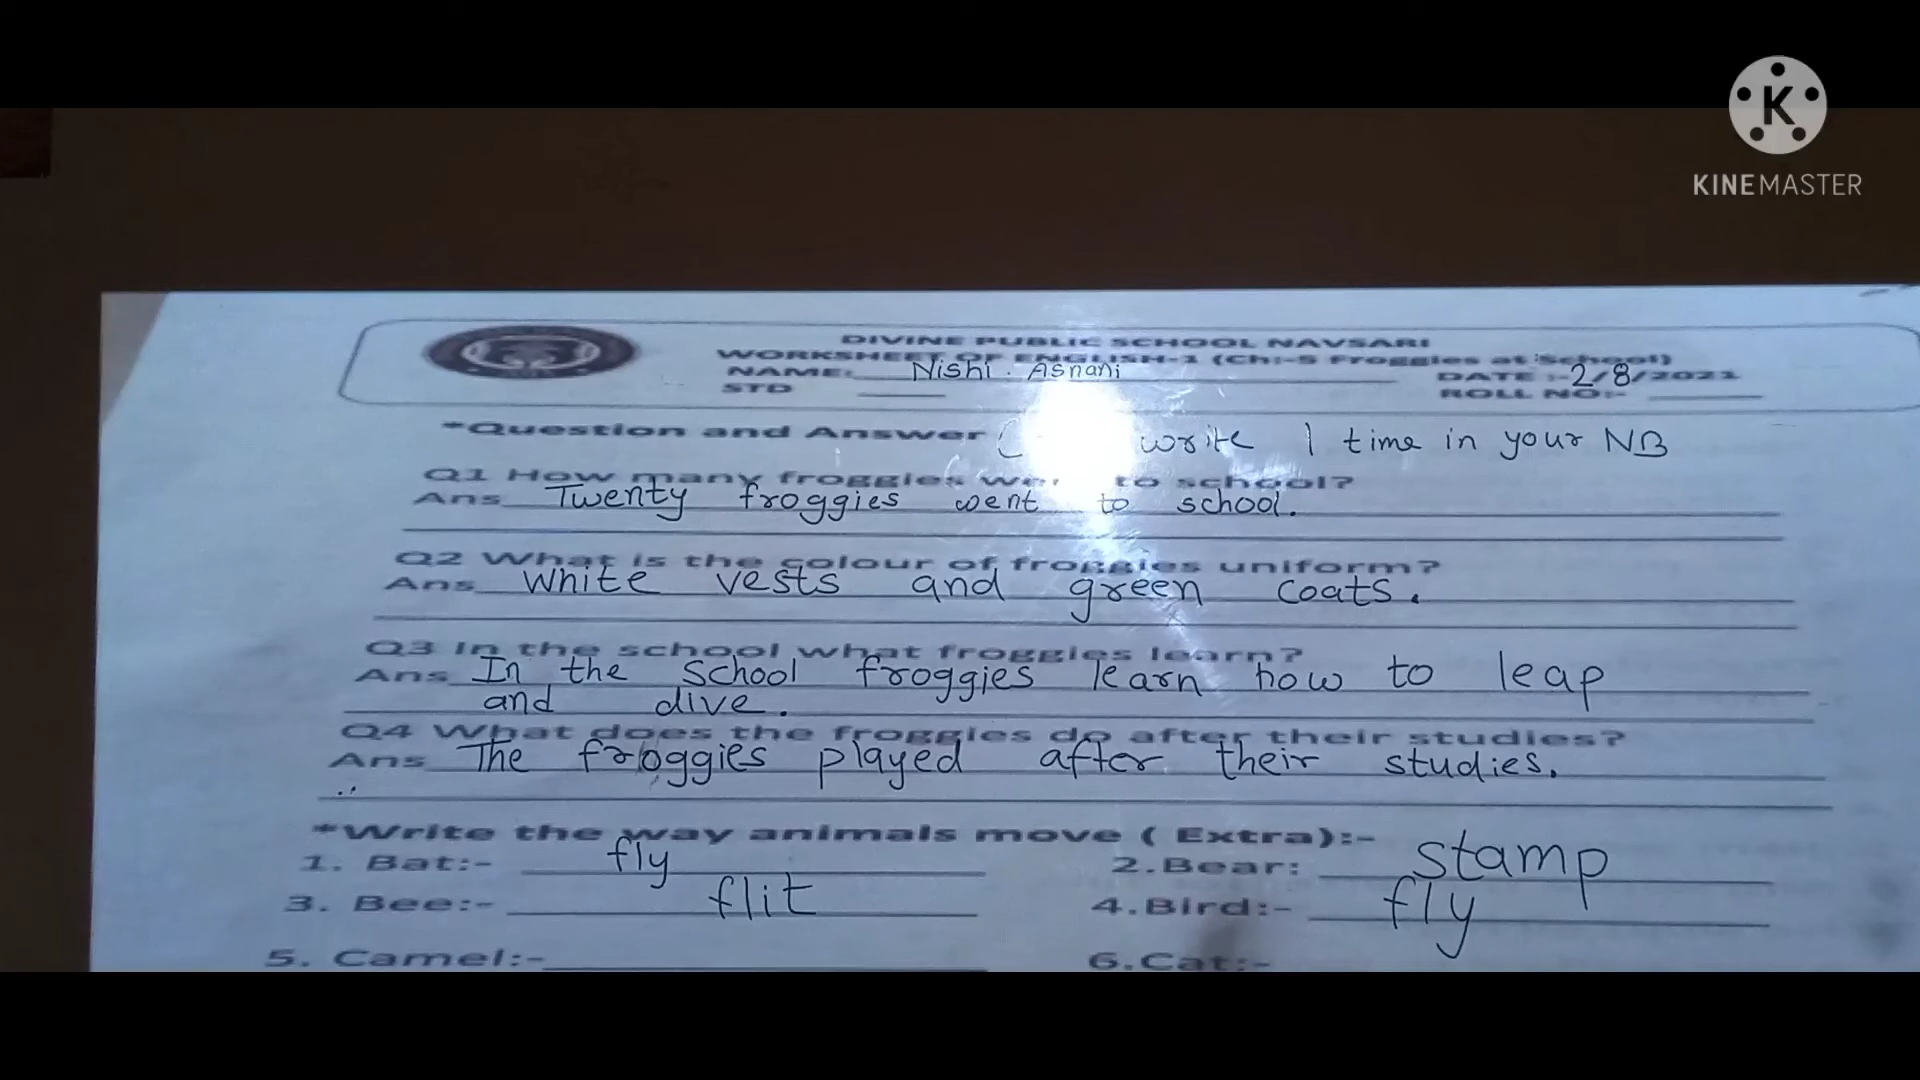 K
KINEMASTER
DIVINE PUBLIC SCHOOL NAVSARI
WORKSHEET OF ENGLISH-1 (Ch:-5 Froggies at School)
NAME: Nishi. Asnani DATE :-2/8/2021
STD ROLL NO:-
*Question and Answer ( write 1 time in your NB
Q1 How many froggies to school?
Ans Twenty froggies went to school.
Q2 What is the colour of froggies uniform?
Ans White vests and green coats.
Q3 In the school what froggies learn?
Ans In the school froggies learn how to leap
and dive.
Q4 What does the froggies do after their studies?
Ans The froggies played after their studies.
*Write the way animals move ( Extra):-
1. Bat:- fly 2.Bear: stamp
3. Bee:- flit 4.Bird:- fly
5. Camel:- 6.Cat:-